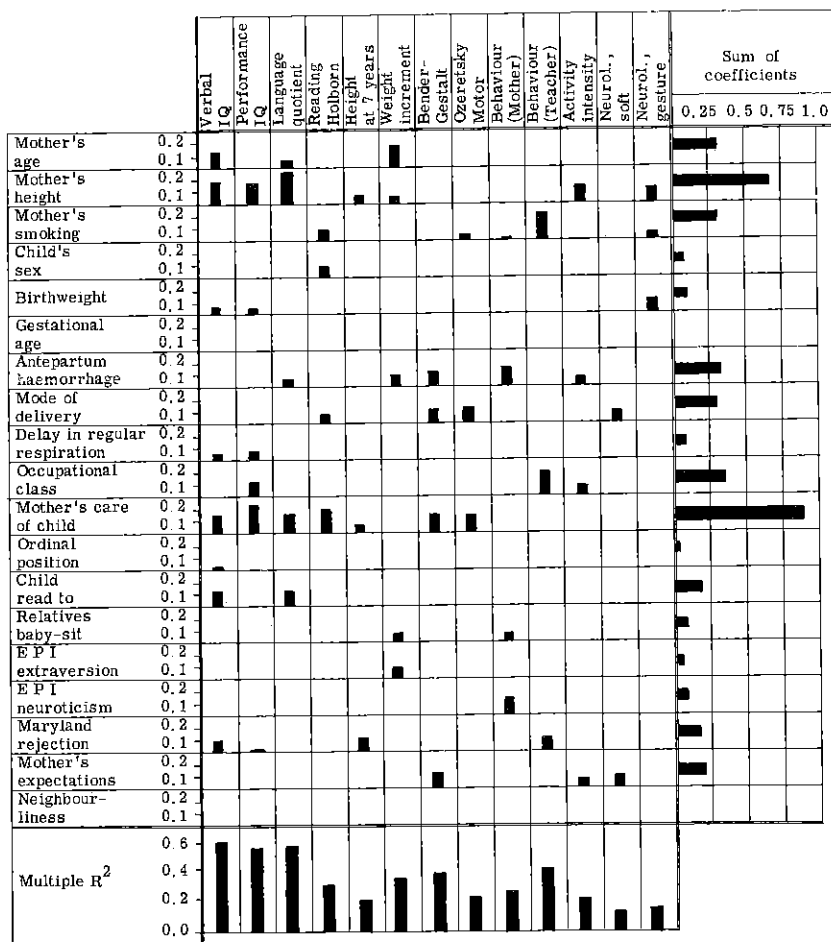 Verbal
IQ
Performance
IQ
Language
quotient
Reading
Holborn
Height
at 7 years
Weight
increment
Bender-
Gestalt
Ozeretsky
Motor
Behaviour
(Mother)
Behaviour
(Teacher)
Activity
intensity
Neurol.,
soft
Neurol.,
gesture
Sum of
coefficients
0.25 0.5 0.75 1.0
Mother's 0.2
age 0.1
Mother's 0.2
height 0.1
Mother's 0.2
smoking 0.1
Child's 0.2
sex 0.1
Birthweight 0.2
0.1
Gestational 0.2
age 0.1
Antepartum 0.2
haemorrhage 0.1
Mode of 0.2
delivery 0.1
Delay in regular 0.2
respiration 0.1
Occupational 0.2
class 0.1
Mother's care 0.2
of child 0.1
Ordinal 0.2
position 0.1
Child 0.2
read to 0.1
Relatives 0.2
baby-sit 0.1
E P I 0.2
extraversion 0.1
E P I 0.2
neuroticism 0.1
Maryland 0.2
rejection 0.1
Mother's 0.2
expectations 0.1
Neighbour- 0.2
liness 0.1
0.6
Multiple R² 0.4
0.2
0.0